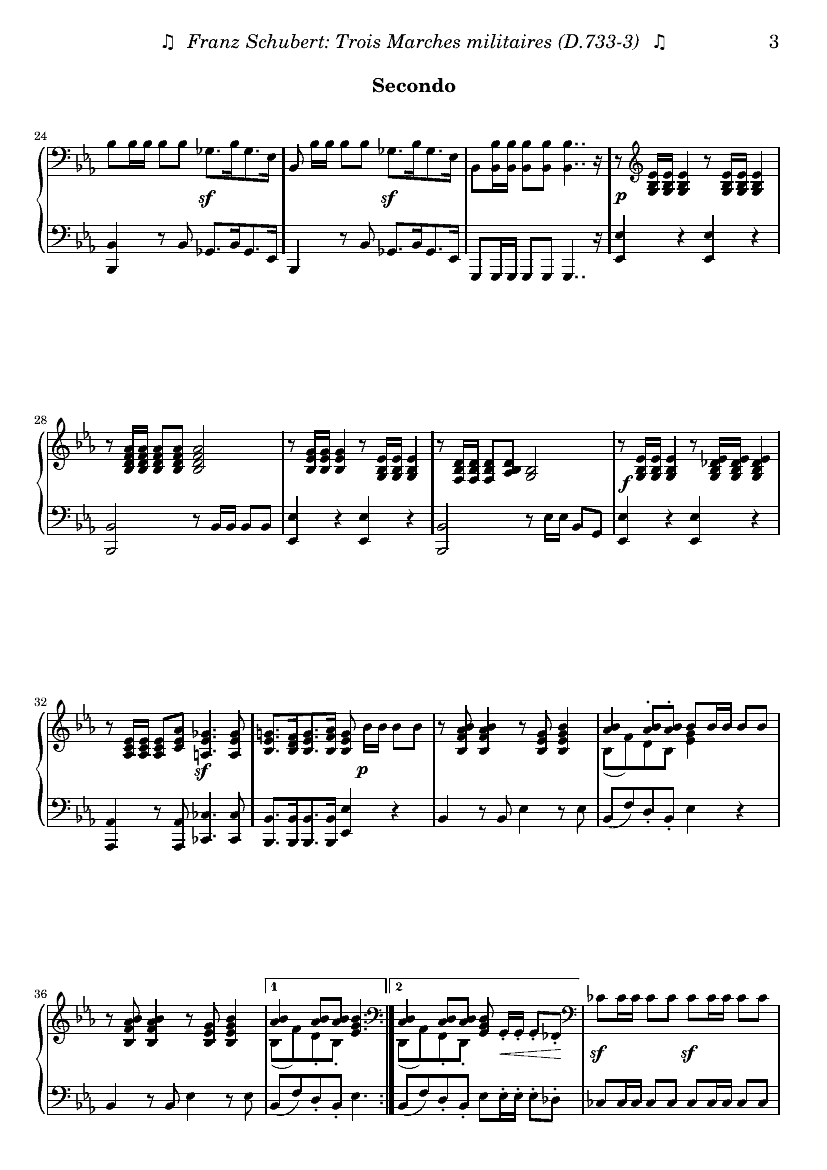 ♫ Franz Schubert: Trois Marches militaires (D.733-3) ♫ 3
Secondo
24
sf sf p
28
f
32
sf p
36
1 2
sf sf